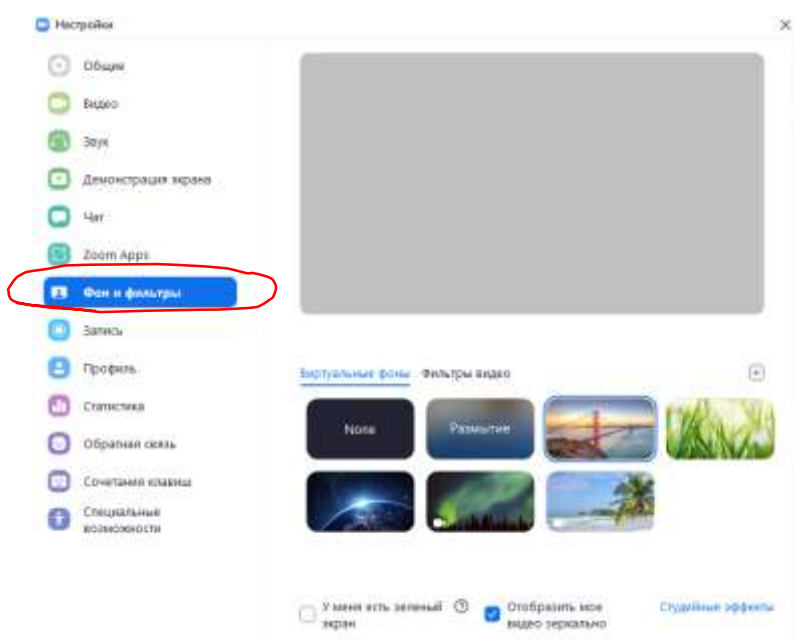 Настройки
Общие
Видео
Звук
Демонстрация экрана
Чат
Zoom Apps
Фон и фильтры
Запись
Профиль
Статистика
Обратная связь
Сочетания клавиш
Специальные
возможности
Виртуальные фоны Фильтры видео
None
Размытие
У меня есть зеленый
экран
Отобразить мое
видео зеркально
Студийные эффекты